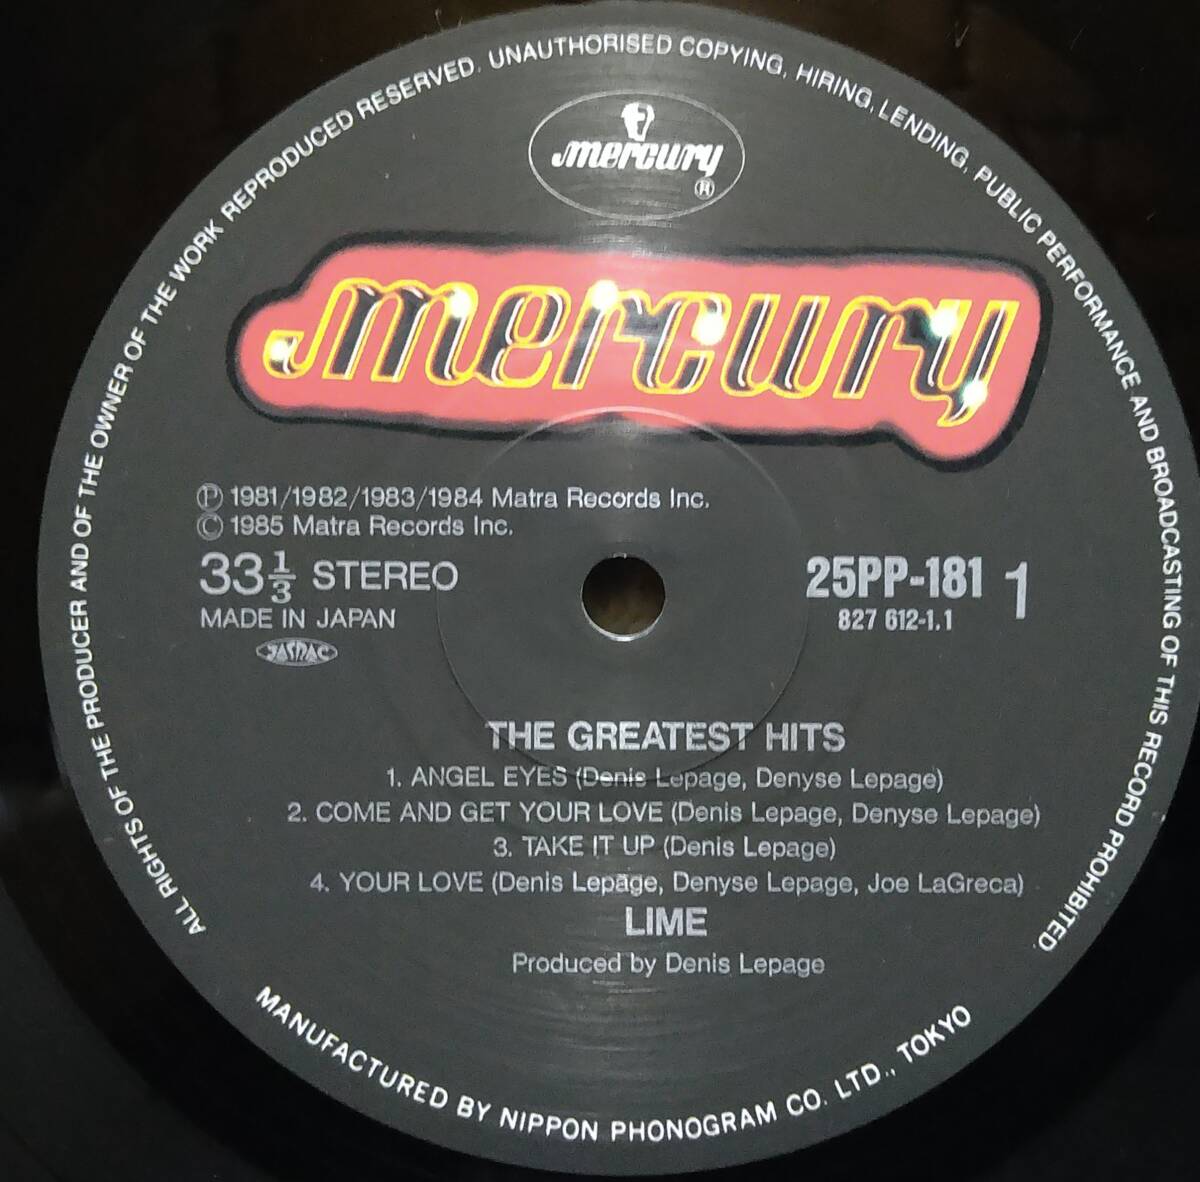 ALL RIGHTS OF THE PRODUCER AND OF THE OWNER OF THE WORK REPRODUCED RESERVED. UNAUTHORISED COPYING, HIRING, LENDING, PUBLIC PERFORMANCE AND BROADCASTING OF THIS RECORD PROHIBITED.
mercury
®
mercury
Ⓟ 1981/1982/1983/1984 Matra Records Inc.
© 1985 Matra Records Inc.
33 1/3 STEREO
MADE IN JAPAN
JASRAC
25PP-181 1
827 612-1.1
THE GREATEST HITS
1. ANGEL EYES (Denis Lepage, Denyse Lepage)
2. COME AND GET YOUR LOVE (Denis Lepage, Denyse Lepage)
3. TAKE IT UP (Denis Lepage)
4. YOUR LOVE (Denis Lepage, Denyse Lepage, Joe LaGreca)
LIME
Produced by Denis Lepage
MANUFACTURED BY NIPPON PHONOGRAM CO. LTD., TOKYO